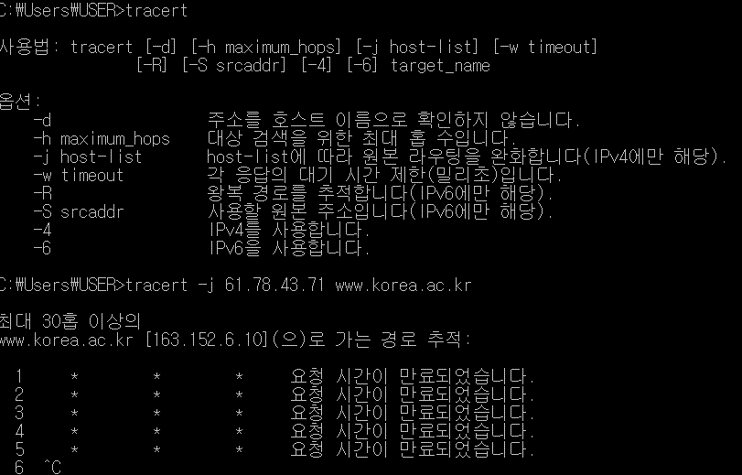 C:\Users\USER>tracert
사용법: tracert [-d] [-h maximum_hops] [-j host-list] [-w timeout]
[-R] [-S srcaddr] [-4] [-6] target_name
옵션:
-d 주소를 호스트 이름으로 확인하지 않습니다.
-h maximum_hops 대상 검색을 위한 최대 홉 수입니다.
-j host-list host-list에 따라 원본 라우팅을 완화합니다(IPv4에만 해당).
-w timeout 각 응답의 대기 시간 제한(밀리초)입니다.
-R 왕복 경로를 추적합니다(IPv6에만 해당).
-S srcaddr 사용할 원본 주소입니다(IPv6에만 해당).
-4 IPv4를 사용합니다.
-6 IPv6을 사용합니다.
C:₩Users₩USER>tracert -j 61.78.43.71 www.korea.ac.kr
최대 30홉 이상의
www.korea.ac.kr [163.152.6.10](으)로 가는 경로 추적:
1 * * * 요청 시간이 만료되었습니다.
2 * * * 요청 시간이 만료되었습니다.
3 * * * 요청 시간이 만료되었습니다.
4 * * * 요청 시간이 만료되었습니다.
5 * * * 요청 시간이 만료되었습니다.
6 ^C